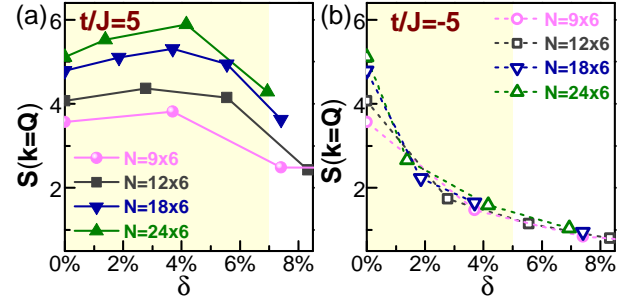 (a)
t/J=5
S(k=Q)
6
4
2
N=9x6
N=12x6
N=18x6
N=24x6
0% 2% 4% 6% 8%
δ
(b)
t/J=-5
S(k=Q)
6
4
2
N=9x6
N=12x6
N=18x6
N=24x6
0% 2% 4% 6% 8%
δ